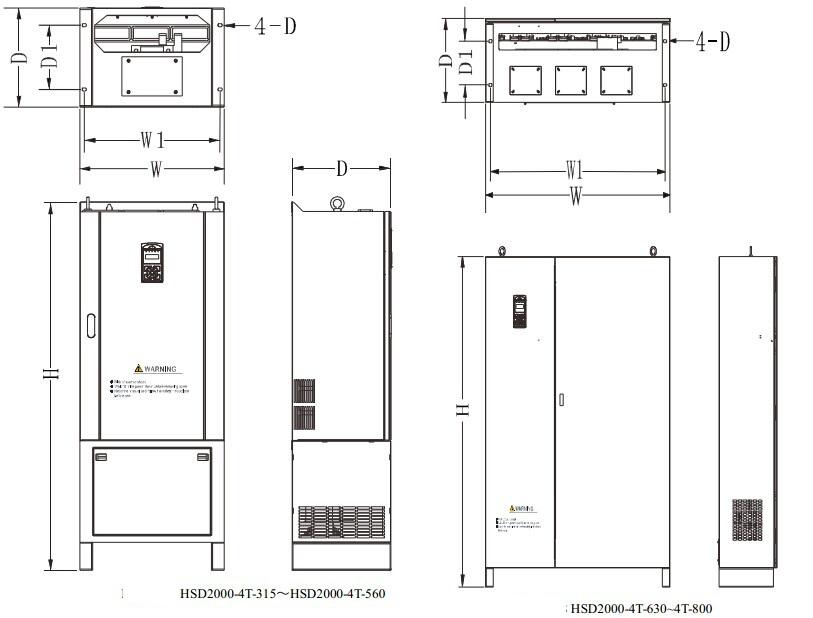 4-D
D
D1
W1
W
D
H
WARNING
HSD2000-4T-315～HSD2000-4T-560
4-D
D
D1
W1
W
H
WARNING
HSD2000-4T-630~4T-800